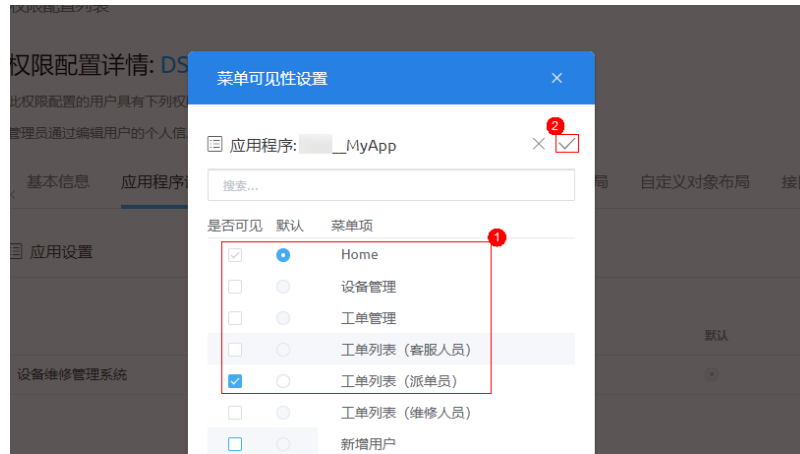 权限配置列表
权限配置详情: DS
此权限配置的用户具有下列权
管理员通过编辑用户的个人信
基本信息 应用程序 局 自定义对象布局 接
应用设置
默认
设备维修管理系统
菜单可见性设置
应用程序: __MyApp
2
搜索...
是否可见 默认 菜单项
1
Home
设备管理
工单管理
工单列表（客服人员）
工单列表（派单员）
工单列表（维修人员）
新增用户